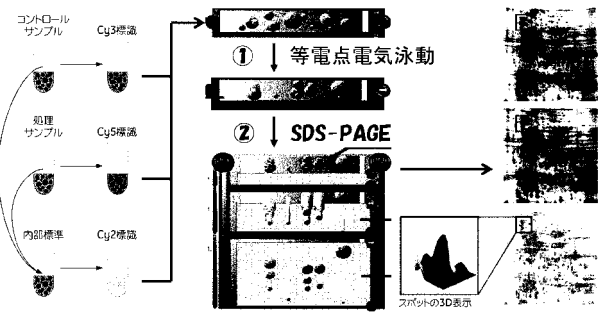 コントロール
サンプル
Cy3標識
処理
サンプル
Cy5標識
内部標準
Cy2標識
① 等電点電気泳動
② SDS-PAGE
スポットの3D表示